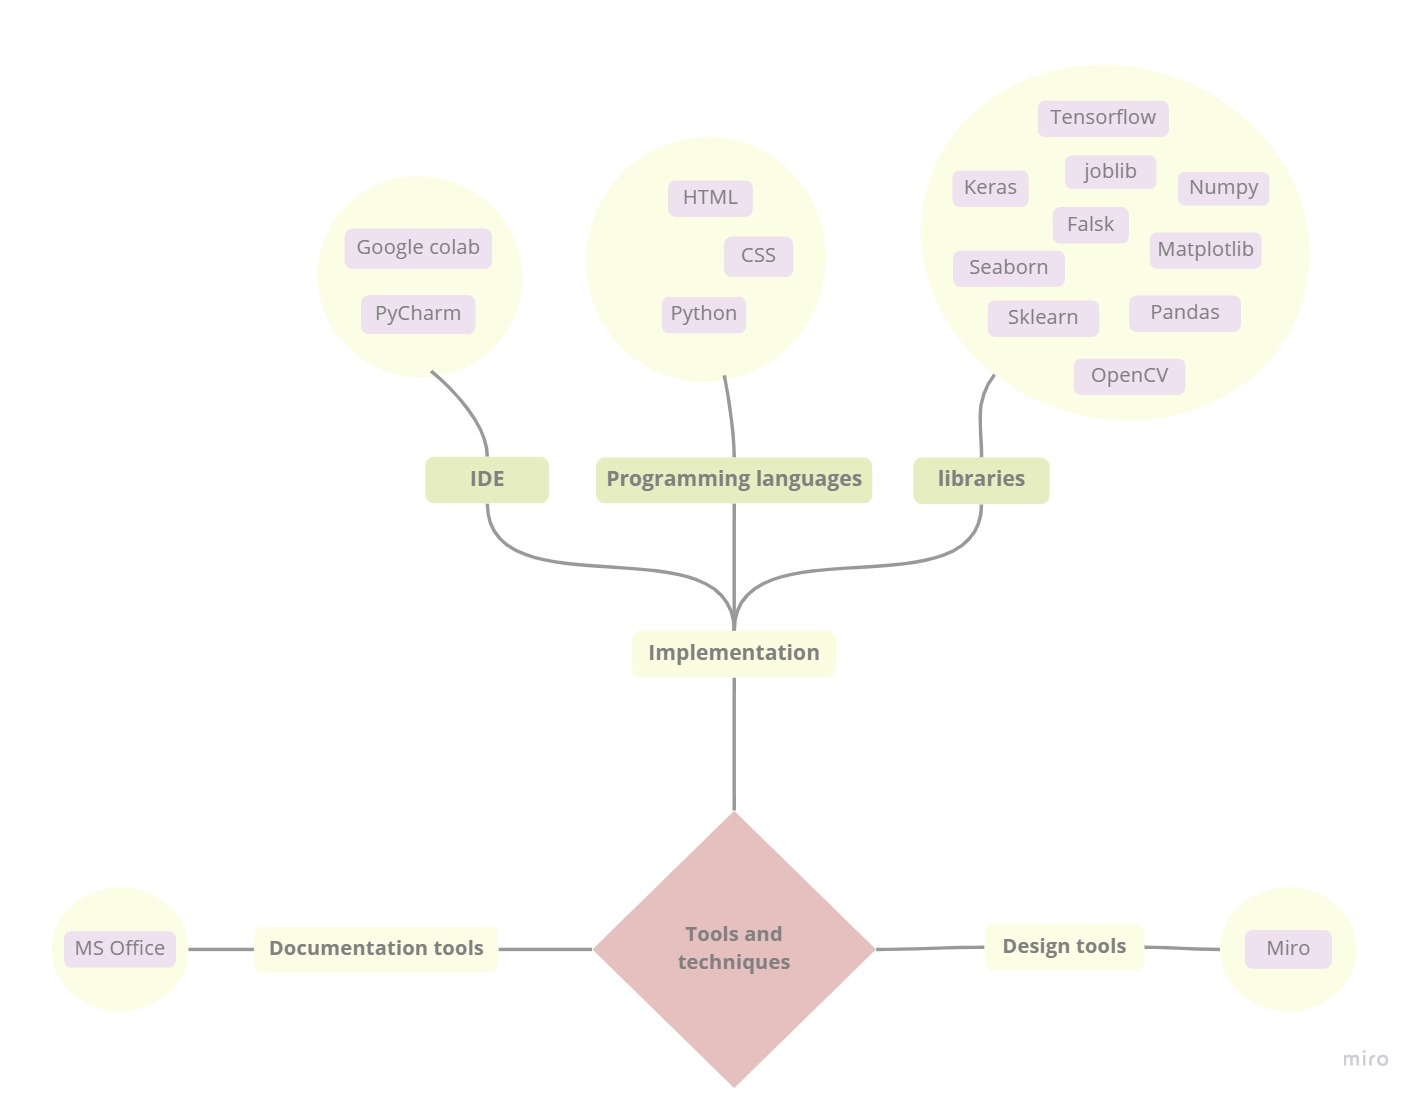 Tensorflow
joblib
Keras
Numpy
HTML
Falsk
Google colab
CSS
Matplotlib
Seaborn
PyCharm
Python
Sklearn
Pandas
OpenCV
IDE
Programming languages
libraries
Implementation
MS Office
Documentation tools
Tools and
techniques
Design tools
Miro
miro